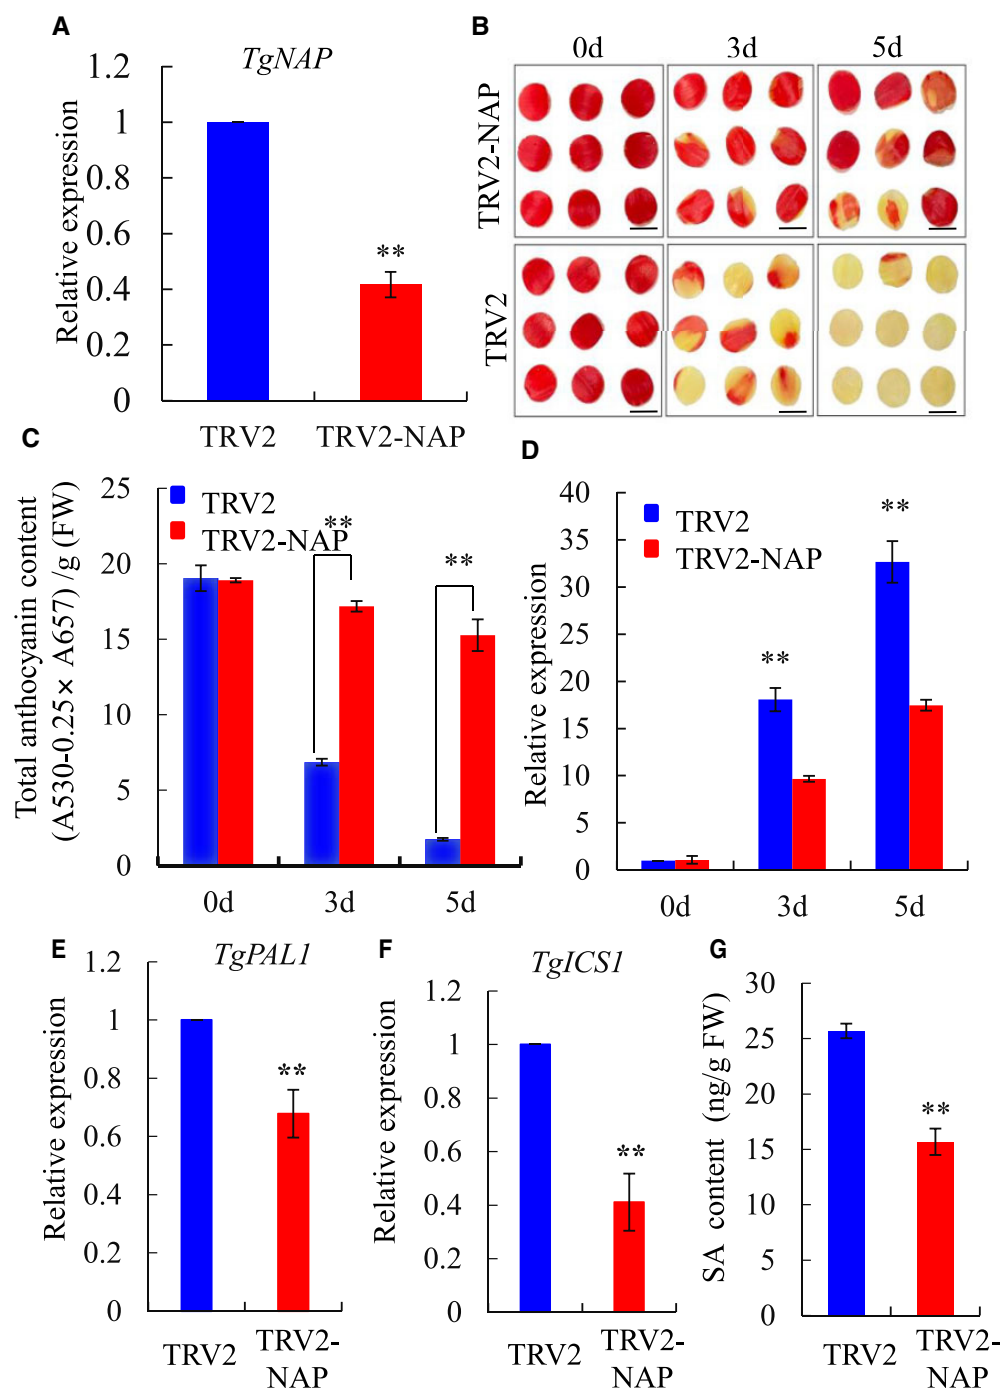 A
TgNAP
Relative expression
1.2
1
0.8
0.6
0.4
0.2
0
**
TRV2
TRV2-NAP
B
0d
3d
5d
TRV2-NAP
TRV2
C
Total anthocyanin content
(A530-0.25× A657) /g (FW)
25
20
15
10
5
0
TRV2
TRV2-NAP
**
**
0d
3d
5d
D
Relative expression
40
35
30
25
20
15
10
5
0
TRV2
TRV2-NAP
**
**
0d
3d
5d
E
TgPAL1
Relative expression
1.2
1
0.8
0.6
0.4
0.2
0
**
TRV2
TRV2-
NAP
F
TgICS1
Relative expression
1.2
1
0.8
0.6
0.4
0.2
0
**
TRV2
TRV2-
NAP
G
SA content (ng/g FW)
30
25
20
15
10
5
0
**
TRV2
TRV2-
NAP